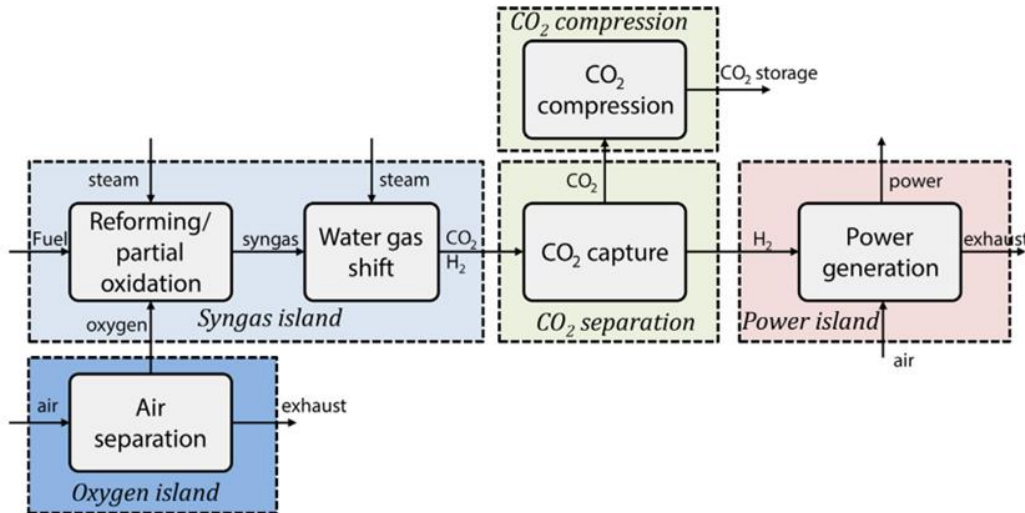 CO₂ compression
CO₂
compression
CO₂ storage
steam
steam
CO₂
power
Fuel
Reforming/
partial
oxidation
syngas
Water gas
shift
CO₂
H₂
CO₂ capture
H₂
Power
generation
exhaust
oxygen
Syngas island
CO₂ separation
Power island
air
air
Air
separation
exhaust
Oxygen island